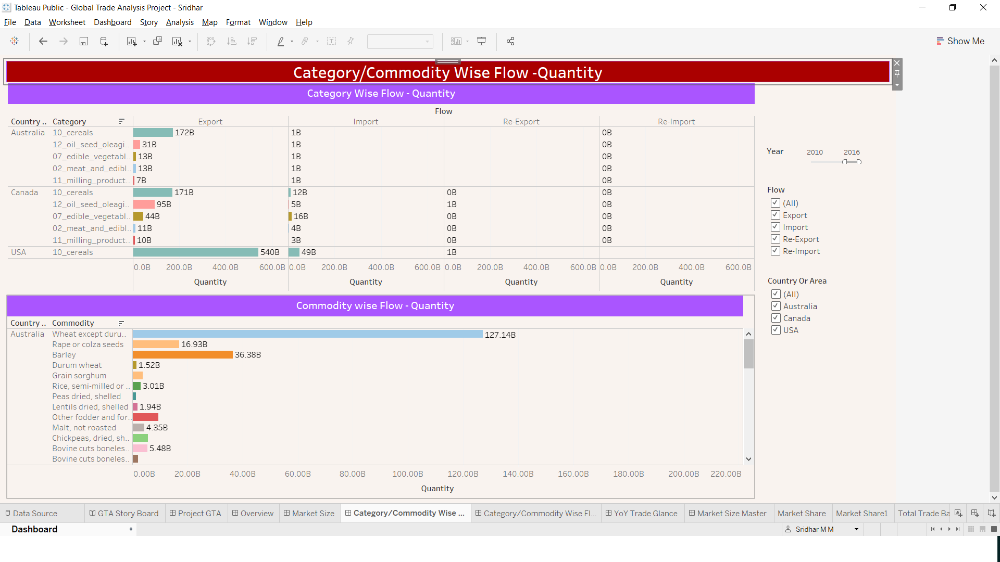 Tableau Public - Global Trade Analysis Project - Sridhar
File Data Worksheet Dashboard Story Analysis Map Format Window Help
Show Me
Category/Commodity Wise Flow -Quantity
Category Wise Flow - Quantity
Flow
Country .. Category Export Import Re-Export Re-Import
Australia 10_cereals 172B 1B 0B
12_oil_seed_oleagi.. 31B 1B 0B
07_edible_vegetabl.. 13B 1B 0B
02_meat_and_edibl.. 13B 1B 0B
11_milling_product.. 7B 1B 0B
Canada 10_cereals 171B 12B 0B 0B
12_oil_seed_oleagi.. 95B 5B 1B 0B
07_edible_vegetabl.. 44B 16B 0B 0B
02_meat_and_edibl.. 11B 4B 0B 0B
11_milling_product.. 10B 3B 0B 0B
USA 10_cereals 540B 49B 1B
0.0B 200.0B 400.0B 600.0B 0.0B 200.0B 400.0B 600.0B 0.0B 200.0B 400.0B 600.0B 0.0B 200.0B 400.0B 600.0B
Quantity Quantity Quantity Quantity
Year 2010 2016
Flow
(All)
Export
Import
Re-Export
Re-Import
Country Or Area
(All)
Australia
Canada
USA
Commodity wise Flow - Quantity
Country .. Commodity
Australia Wheat except duru.. 127.14B
Rape or colza seeds 16.93B
Barley 36.38B
Durum wheat 1.52B
Grain sorghum
Rice, semi-milled or .. 3.01B
Peas dried, shelled
Lentils dried, shelled 1.94B
Other fodder and for..
Malt, not roasted 4.35B
Chickpeas, dried, sh..
Bovine cuts boneles.. 5.48B
Bovine cuts boneles..
0.00B 20.00B 40.00B 60.00B 80.00B 100.00B 120.00B 140.00B 160.00B 180.00B 200.00B 220.00B
Quantity
Data Source GTA Story Board Project GTA Overview Market Size Category/Commodity Wise ... Category/Commodity Wise Fl... YoY Trade Glance Market Size Master Market Share Market Share1 Total Trade Ba
Dashboard Sridhar M M